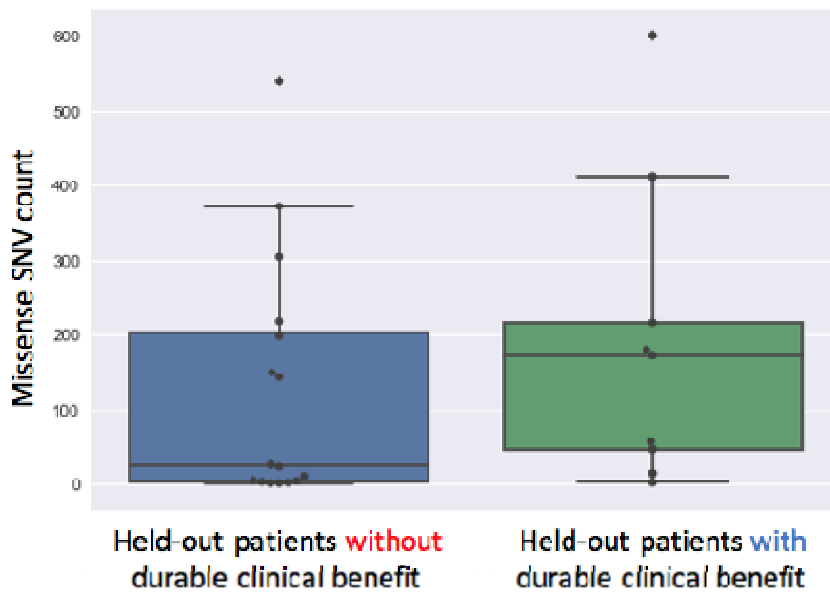 600
500
400
300
200
100
0
Missense SNV count
Held-out patients without
durable clinical benefit
Held-out patients with
durable clinical benefit